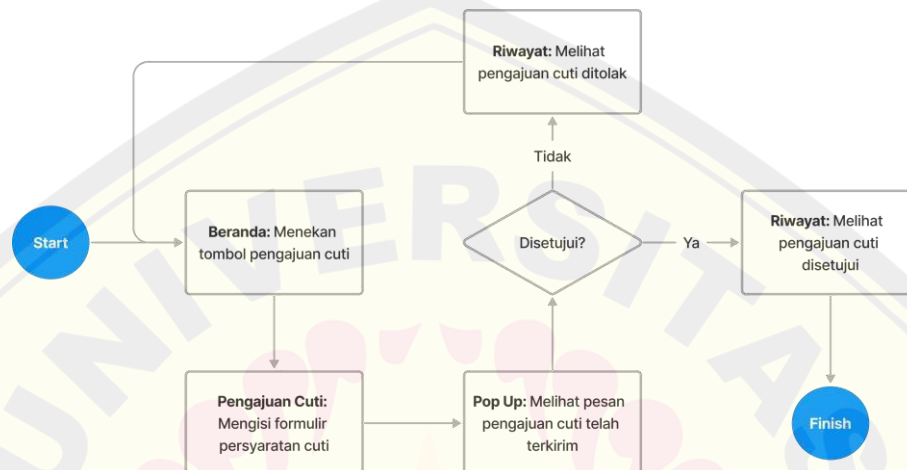 Riwayat: Melihat
pengajuan cuti ditolak
Tidak
Start
Beranda: Menekan
tombol pengajuan cuti
Disetujui?
Ya
Riwayat: Melihat
pengajuan cuti
disetujui
Pengajuan Cuti:
Mengisi formulir
persyaratan cuti
Pop Up: Melihat pesan
pengajuan cuti telah
terkirim
Finish
UNIVERSITAS